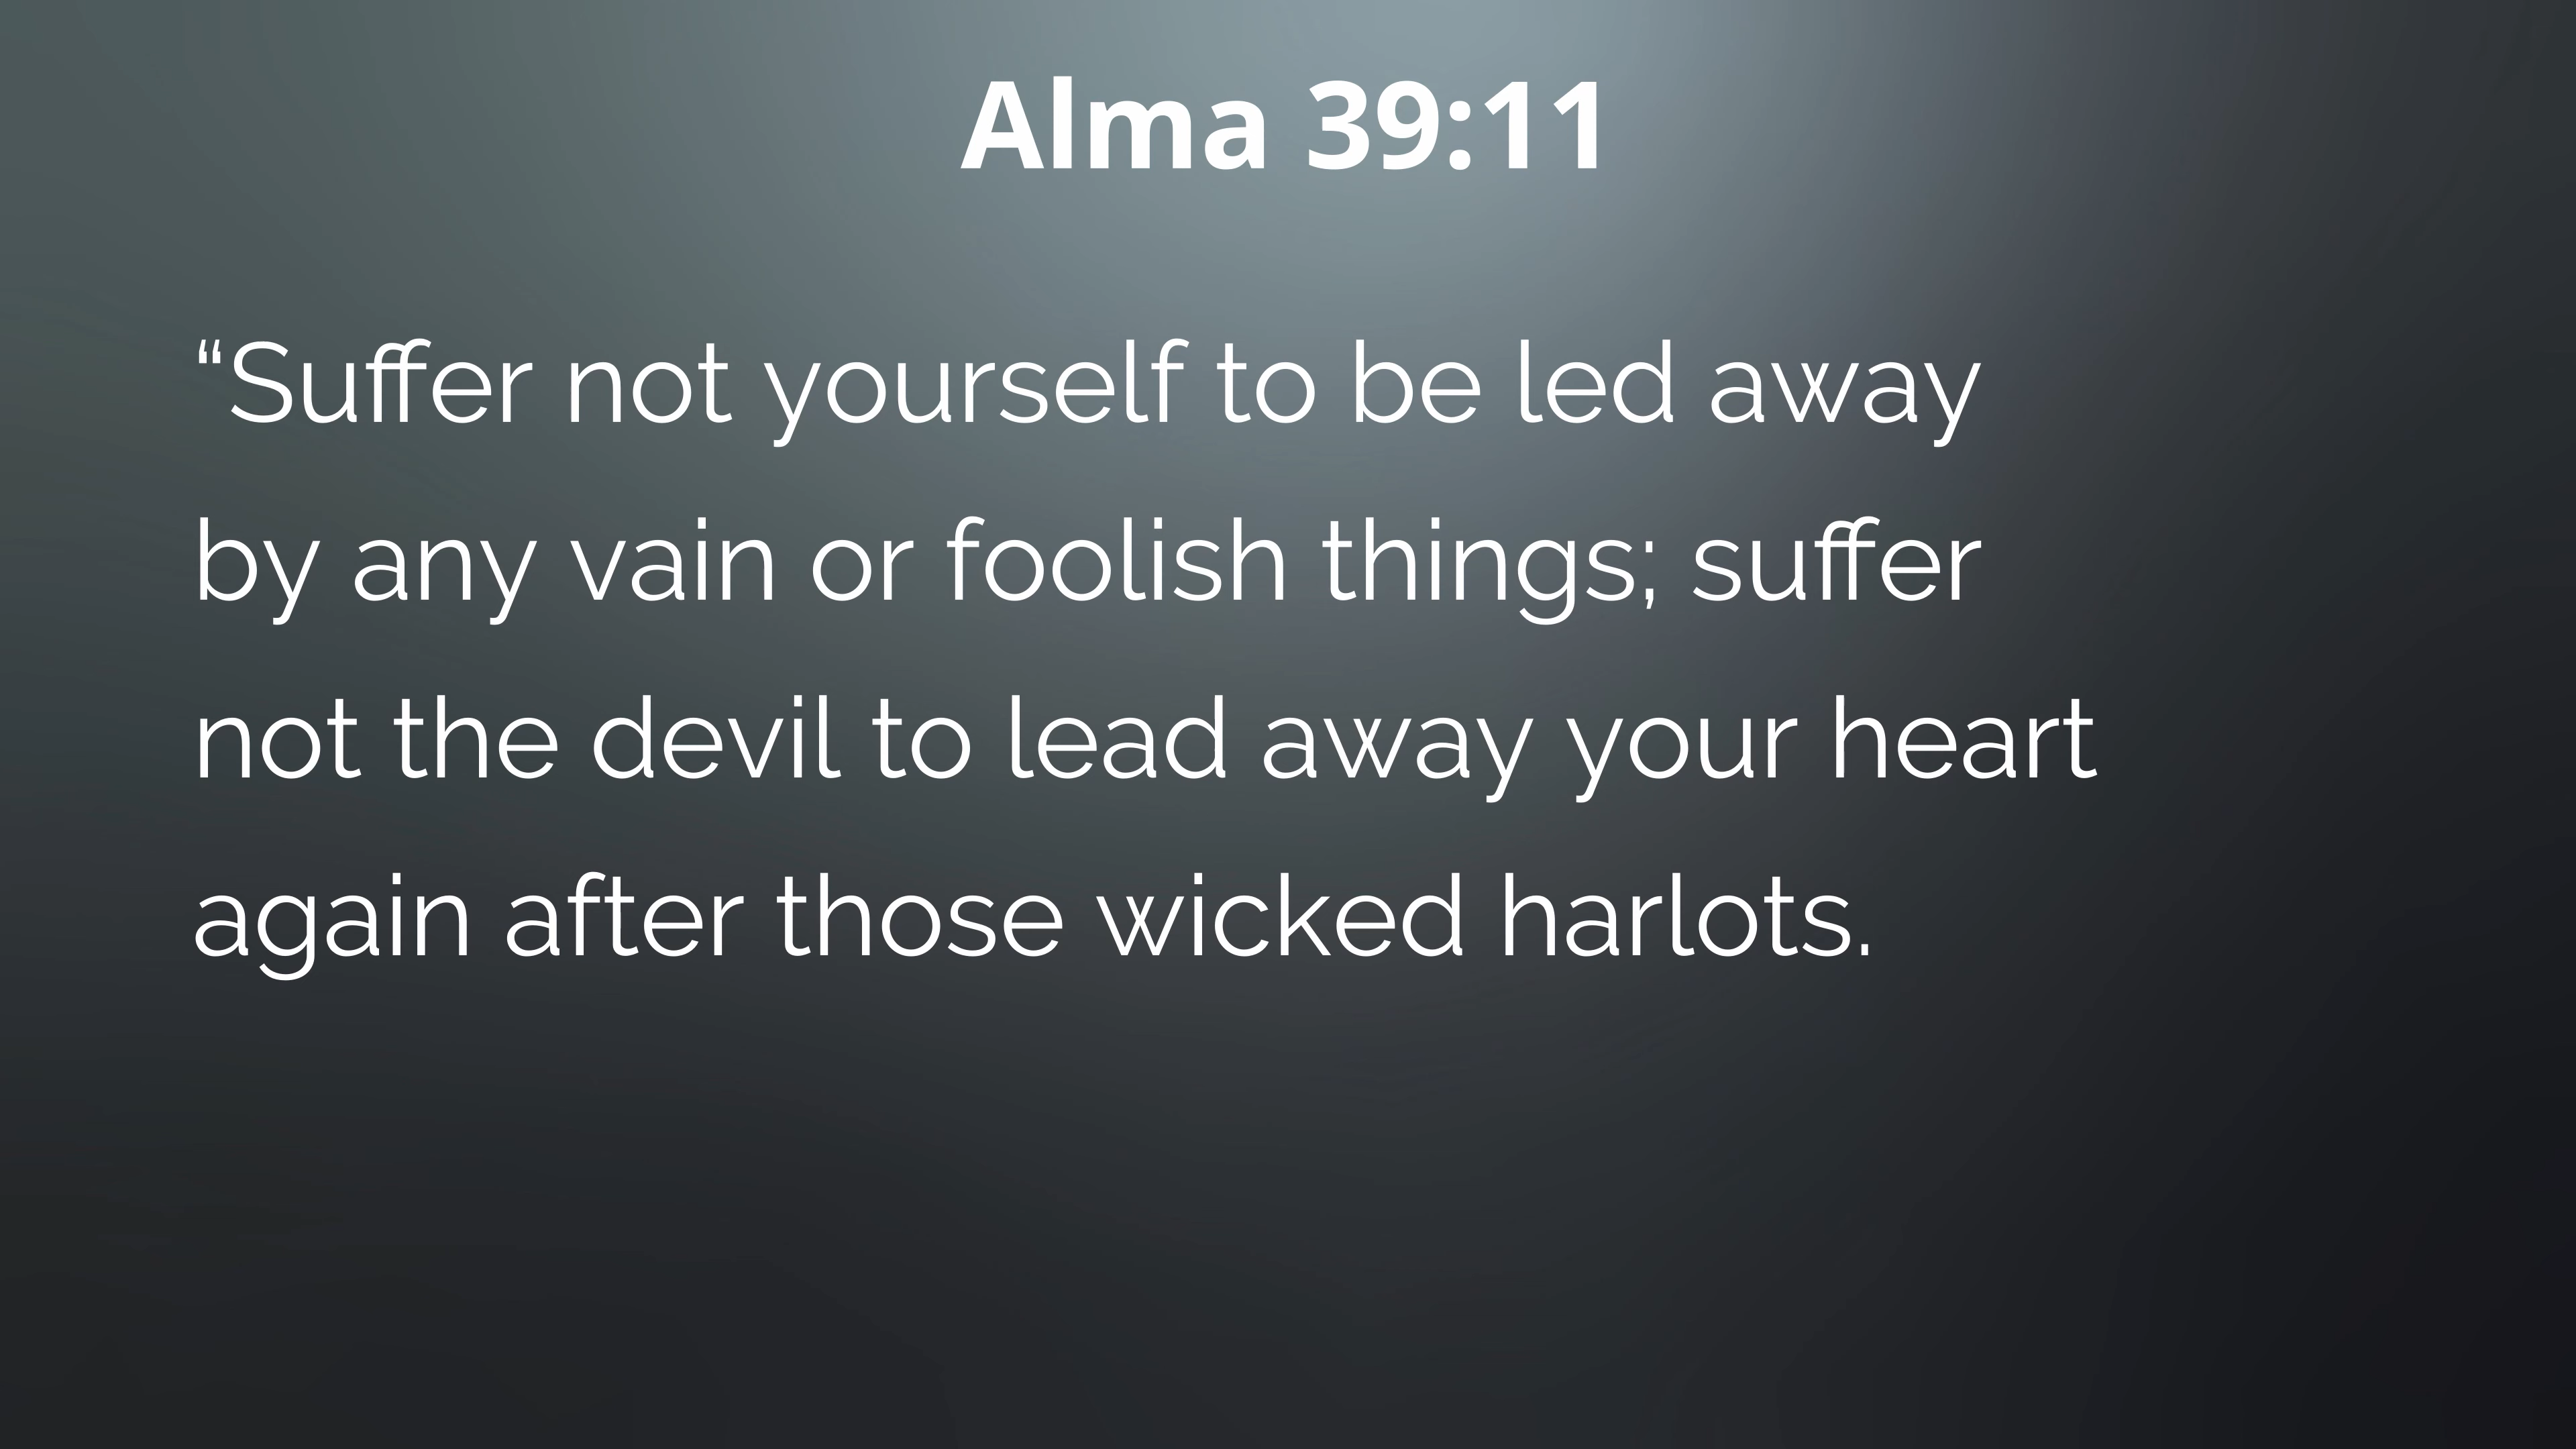 Alma 39:11
“Suffer not yourself to be led away
by any vain or foolish things; suffer
not the devil to lead away your heart
again after those wicked harlots.